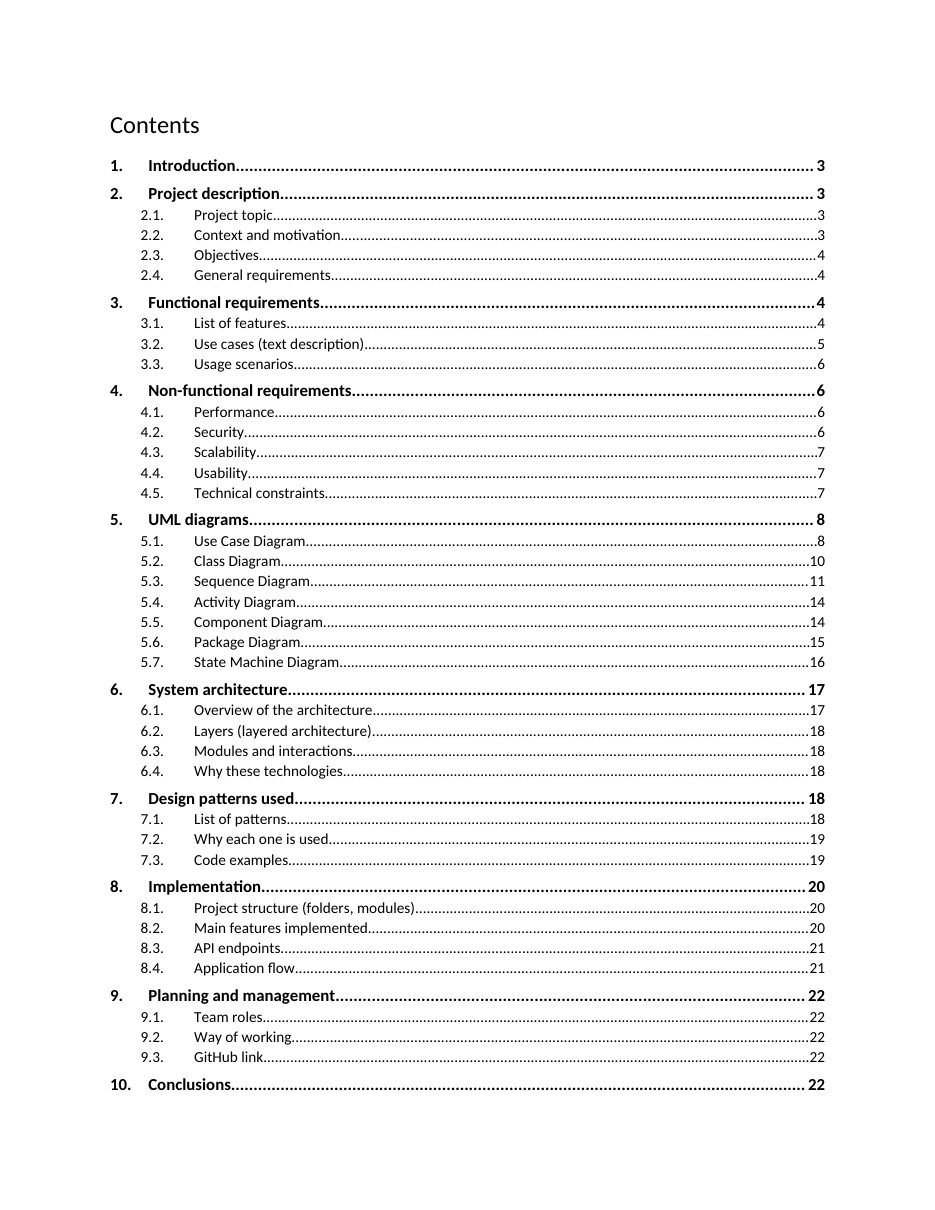 Contents
1. Introduction 3
2. Project description 3
2.1. Project topic 3
2.2. Context and motivation 3
2.3. Objectives 4
2.4. General requirements 4
3. Functional requirements 4
3.1. List of features 4
3.2. Use cases (text description) 5
3.3. Usage scenarios 6
4. Non-functional requirements 6
4.1. Performance 6
4.2. Security 6
4.3. Scalability 7
4.4. Usability 7
4.5. Technical constraints 7
5. UML diagrams 8
5.1. Use Case Diagram 8
5.2. Class Diagram 10
5.3. Sequence Diagram 11
5.4. Activity Diagram 14
5.5. Component Diagram 14
5.6. Package Diagram 15
5.7. State Machine Diagram 16
6. System architecture 17
6.1. Overview of the architecture 17
6.2. Layers (layered architecture) 18
6.3. Modules and interactions 18
6.4. Why these technologies 18
7. Design patterns used 18
7.1. List of patterns 18
7.2. Why each one is used 19
7.3. Code examples 19
8. Implementation 20
8.1. Project structure (folders, modules) 20
8.2. Main features implemented 20
8.3. API endpoints 21
8.4. Application flow 21
9. Planning and management 22
9.1. Team roles 22
9.2. Way of working 22
9.3. GitHub link 22
10. Conclusions 22